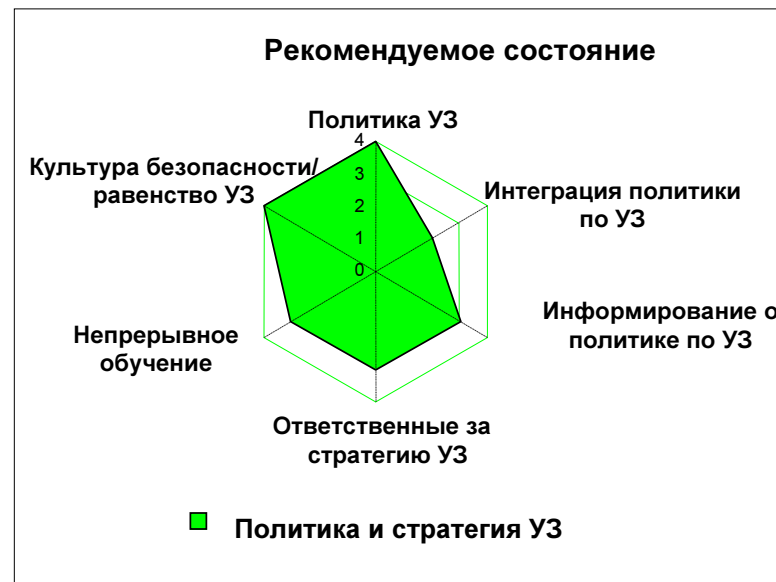 Рекомендуемое состояние
Политика УЗ
4
3
2
1
0
Культура безопасности/
равенство УЗ
Интеграция политики
по УЗ
Информирование о
политике по УЗ
Непрерывное
обучение
Ответственные за
стратегию УЗ
Политика и стратегия УЗ